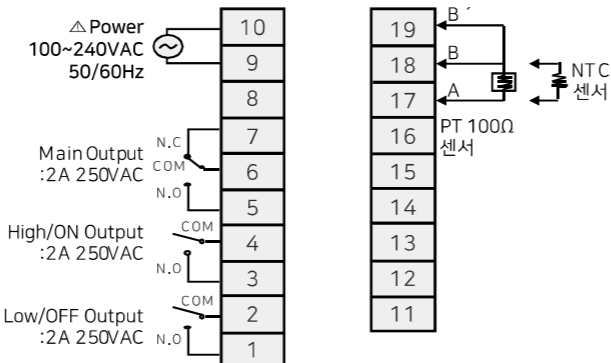 ⚠ Power
100~240VAC
50/60Hz
10
9
8
N.C
7
Main Output
:2A 250VAC
COM
6
N.O
5
High/ON Output
:2A 250VAC
COM
4
N.O
3
Low/OFF Output
:2A 250VAC
COM
2
N.O
1
19
B´
18
B
17
A
NTC
센서
PT 100Ω
센서
16
15
14
13
12
11